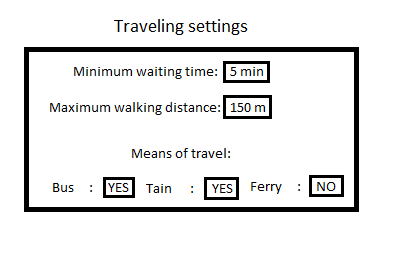 Traveling settings
Minimum waiting time: 5 min
Maximum walking distance: 150 m
Means of travel:
Bus : YES Tain : YES Ferry : NO